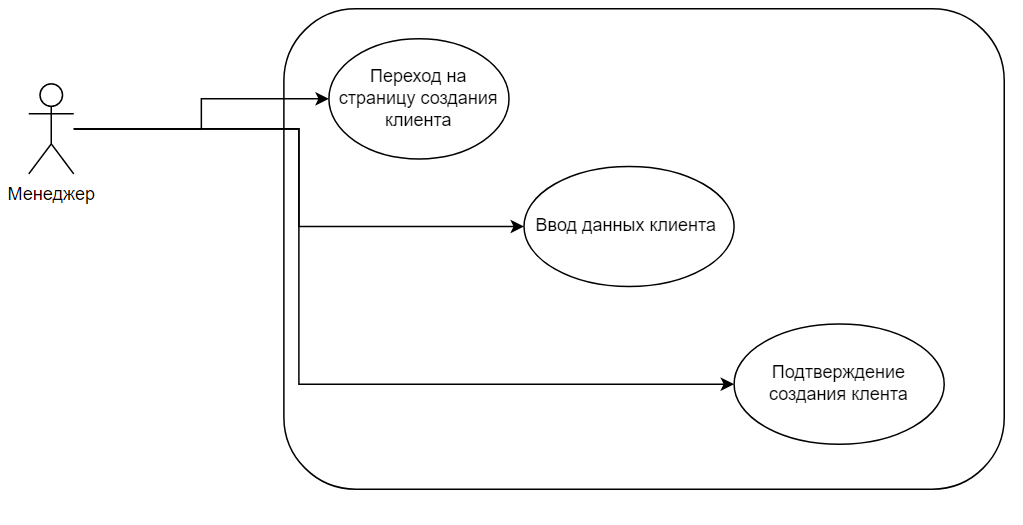 Переход на
страницу создания
клиента
Менеджер
Ввод данных клиента
Подтверждение
создания клента